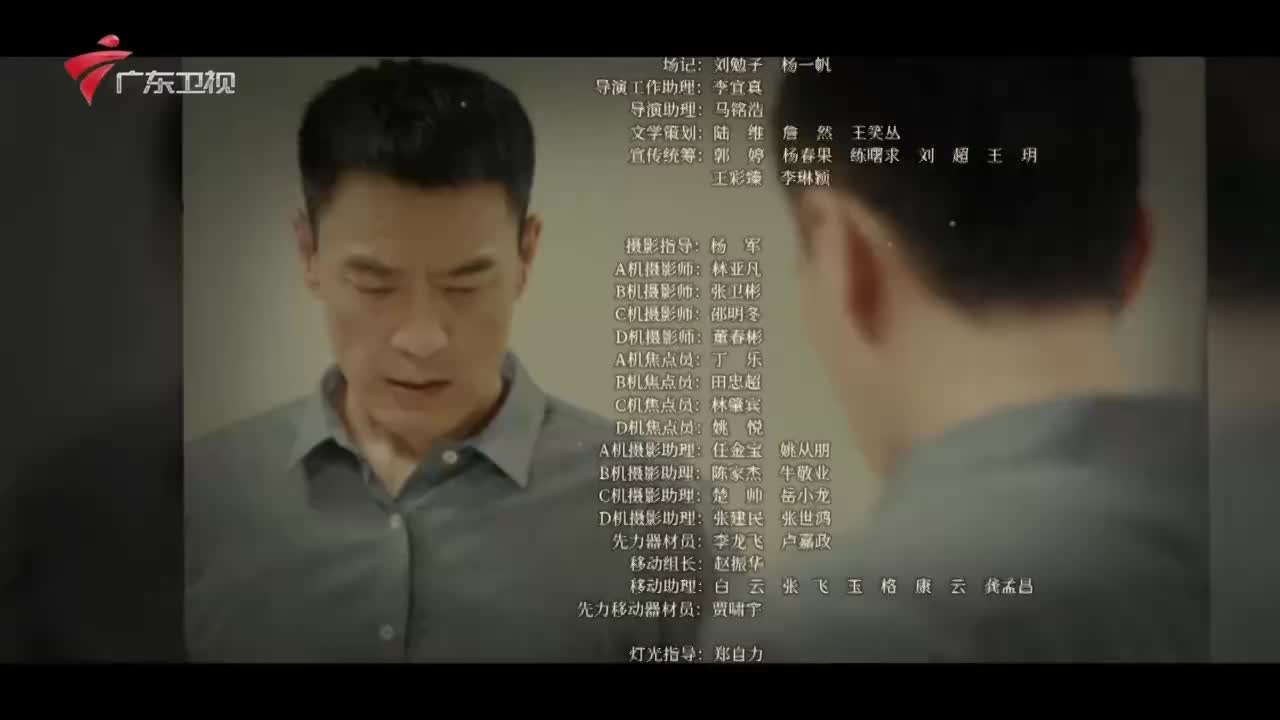 广东卫视
场记：刘勉子 杨一帆
导演工作助理：李宜真
导演助理：马铭浩
文学策划：陆 维 詹 然 王笑丛
宣传统筹：郭 婷 杨春果 练曙求 刘 超 王 玥
王彩臻 李琳颖
摄影指导：杨 军
A机摄影师：林亚凡
B机摄影师：张卫彬
C机摄影师：邵明冬
D机摄影师：董春彬
A机焦点员：丁 乐
B机焦点员：田忠超
C机焦点员：林肇宾
D机焦点员：姚 悦
A机摄影助理：任金宝 姚从朋
B机摄影助理：陈家杰 牛敬业
C机摄影助理：楚 帅 岳小龙
D机摄影助理：张建民 张世鸿
先力器材员：李龙飞 卢嘉政
移动组长：赵振华
移动助理：白 云 张 飞 玉 格 康 云 龚孟昌
先力移动器材员：贾啸宇
灯光指导：郑自力